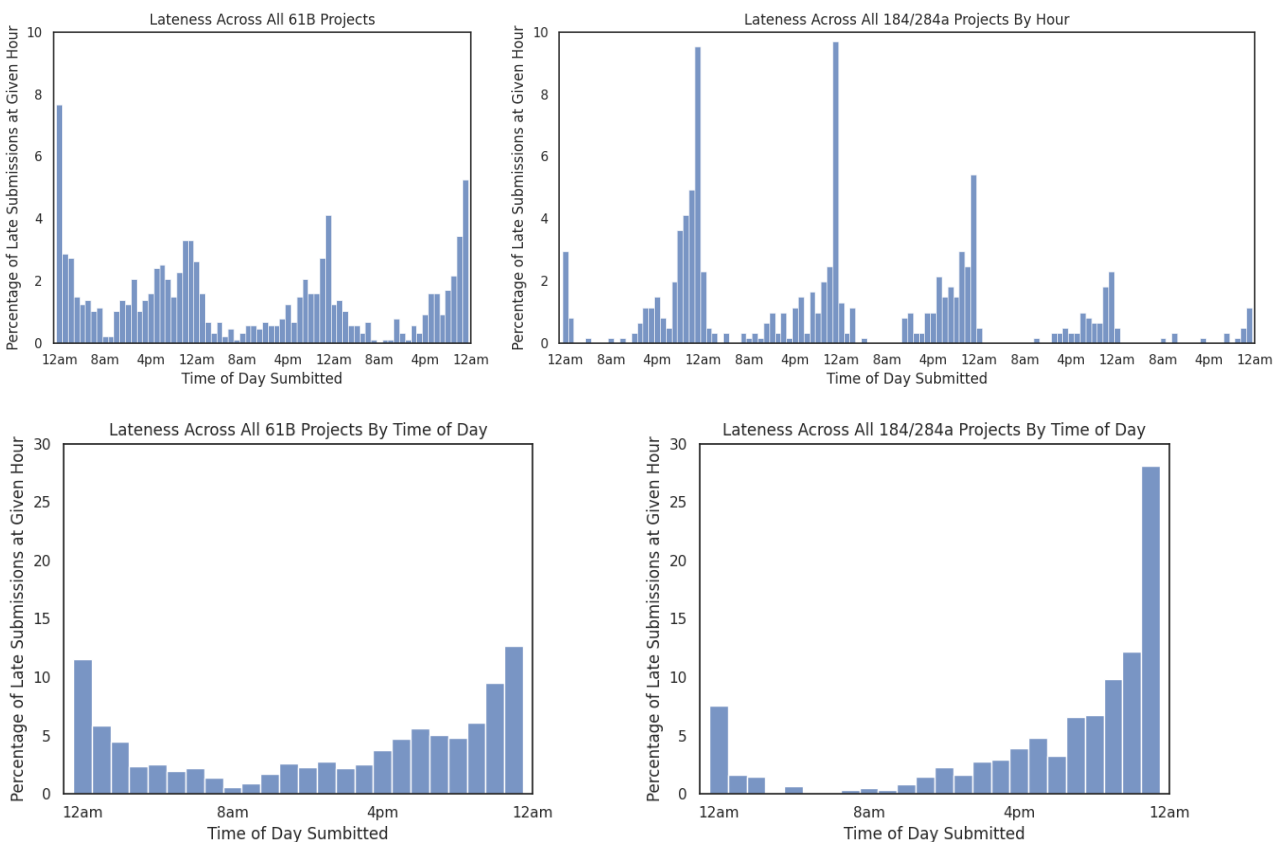 Lateness Across All 61B Projects
Percentage of Late Submissions at Given Hour
10
8
6
4
2
0
12am 8am 4pm 12am 8am 4pm 12am 8am 4pm 12am
Time of Day Sumbitted
Lateness Across All 184/284a Projects By Hour
Percentage of Late Submissions at Given Hour
10
8
6
4
2
0
12am 8am 4pm 12am 8am 4pm 12am 8am 4pm 12am 8am 4pm 12am 8am 4pm 12am
Time of Day Submitted
Lateness Across All 61B Projects By Time of Day
Percentage of Late Submissions at Given Hour
30
25
20
15
10
5
0
12am 8am 4pm 12am
Time of Day Sumbitted
Lateness Across All 184/284a Projects By Time of Day
Percentage of Late Submissions at Given Hour
30
25
20
15
10
5
0
12am 8am 4pm 12am
Time of Day Submitted